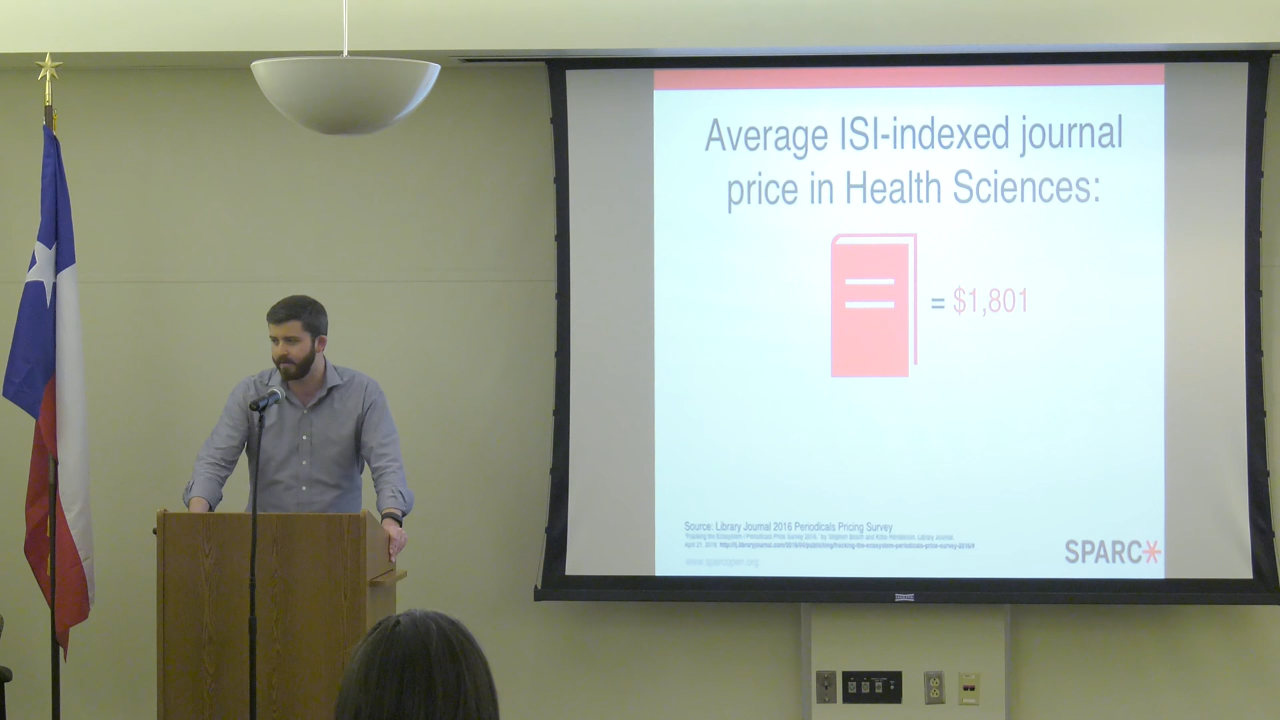 Average ISI-indexed journal
price in Health Sciences:
= $1,801
Source: Library Journal 2016 Periodicals Pricing Survey
SPARC*